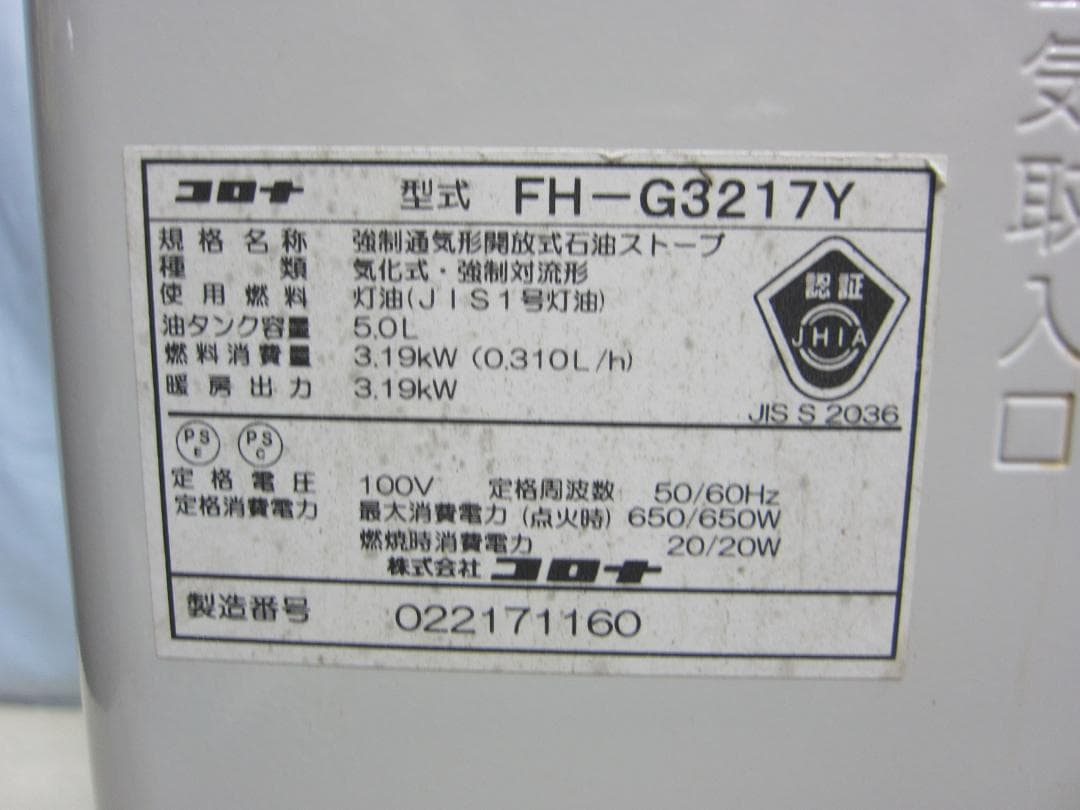 コロナ 型式 FH-G3217Y
規格名称 強制通気形開放式石油ストーブ
種類 気化式・強制対流形
使用燃料 灯油(JIS1号灯油)
油タンク容量 5.0L
燃料消費量 3.19kW (0.310L/h)
暖房出力 3.19kW
認証
JHIA
JIS S 2036
PSE PSC
定格電圧 100V 定格周波数 50/60Hz
定格消費電力 最大消費電力(点火時) 650/650W
燃焼時消費電力 20/20W
株式会社 コロナ
製造番号 022171160
気取入口